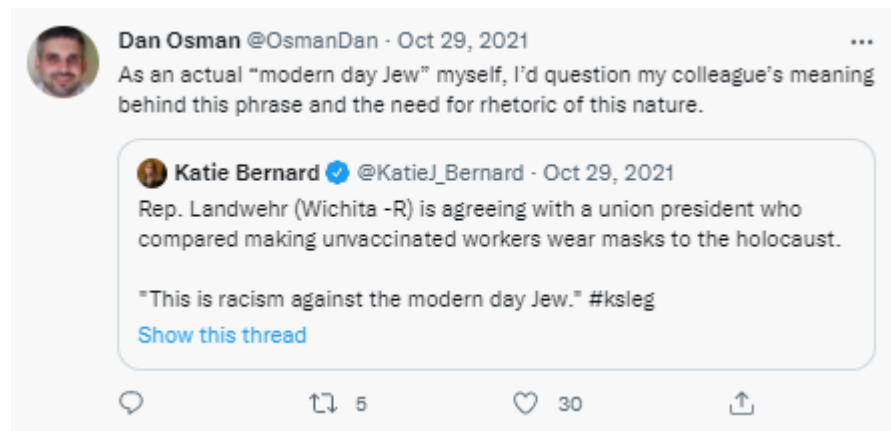 Dan Osman @OsmanDan · Oct 29, 2021
As an actual “modern day Jew” myself, I’d question my colleague’s meaning
behind this phrase and the need for rhetoric of this nature.
Katie Bernard @KatieJ_Bernard · Oct 29, 2021
Rep. Landwehr (Wichita -R) is agreeing with a union president who
compared making unvaccinated workers wear masks to the holocaust.
"This is racism against the modern day Jew." #ksleg
Show this thread
5 30